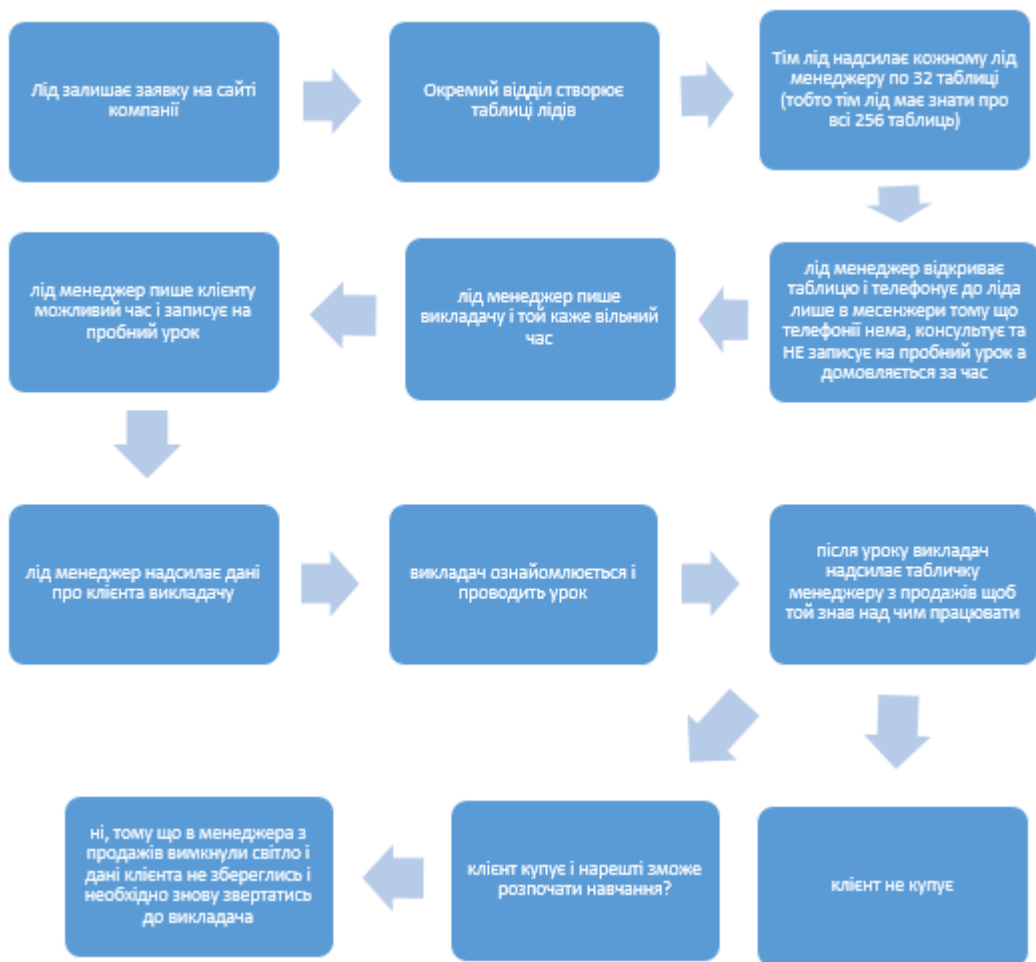 Лід залишає заявку на сайті
компанії
Окремий відділ створює
таблиці лідів
Тім лід надсилає кожному лід
менеджеру по 32 таблиці
(тобто тім лід має знати про
всі 256 таблиць)
лід менеджер відкриває
таблицю і телефонує до ліда
лише в месенжери тому що
телефонії нема, консультує та
НЕ записує на пробний урок а
домовляється за час
лід менеджер пише
викладачу і той каже вільний
час
лід менеджер пише клієнту
можливий час і записує на
пробний урок
лід менеджер надсилає дані
про клієнта викладачу
викладач ознайомлюється і
проводить урок
після уроку викладач
надсилає табличку
менеджеру з продажів щоб
той знав над чим працювати
клієнт не купує
клієнт купує і нарешті зможе
розпочати навчання?
ні, тому що в менеджера з
продажів вимкнули світло і
дані клієнта не збереглись і
необхідно знову звертатись
до викладача